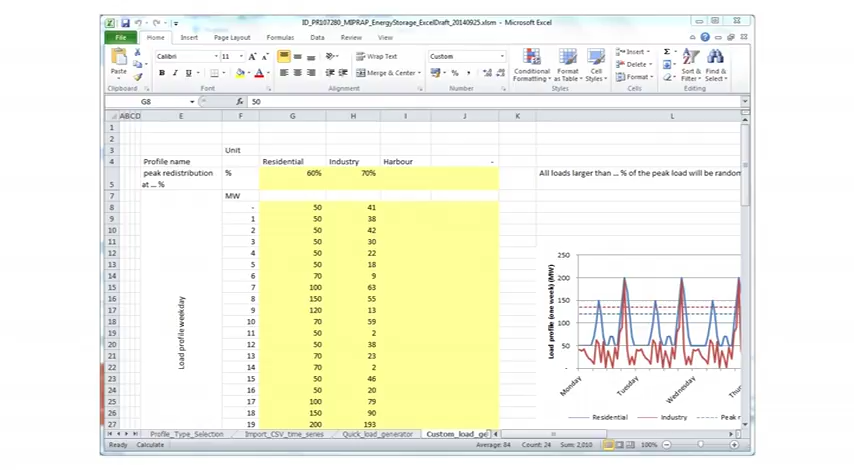 ID_PR107280_MIPRAP_EnergyStorage_ExcelDraft_20140925.xlsm - Microsoft Excel
File Home Insert Page Layout Formulas Data Review View
Calibri 11 Wrap Text Custom Insert
Paste Merge & Center Conditional Formatting Format as Table Cell Styles Delete Format Sort & Filter Find & Select
Clipboard Font Alignment Number Styles Cells Editing
G8 fx 50
A B C D E F G H I J K L
1
2
3 Unit
4 Profile name Residential Industry Harbour -
5 peak redistribution at ... % % 60% 70% All loads larger than ... % of the peak load will be random
7 MW
8 - 50 41
9 1 50 38
10 2 50 42
11 3 50 30
12 4 50 22
13 5 50 18
14 6 70 9
15 7 100 63
16 8 150 55
17 9 120 13
18 10 70 59
19 11 50 2
20 12 50 38
21 13 70 23
22 14 70 2
23 15 50 46
24 16 50 20
25 17 100 79
26 18 150 90
27 19 200 193
Load profile weekday
Load profile (one week) (MW)
250
200
150
100
50
-
Monday Tuesday Wednesday Thur
Residential Industry Peak r
Profile_Type_Selection Import_CSV_time_series Quick_load_generator Custom_load_ge
Ready Calculate Average: 84 Count: 24 Sum: 2,010 100%